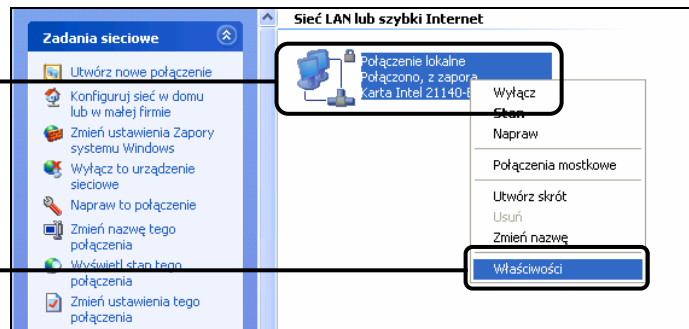 Zadania sieciowe
Utwórz nowe połączenie
Konfiguruj sieć w domu
lub w małej firmie
Zmień ustawienia Zapory
systemu Windows
Wyłącz to urządzenie
sieciowe
Napraw to połączenie
Zmień nazwę tego
połączenia
Wyświetl stan tego
połączenia
Zmień ustawienia tego
połączenia
Sieć LAN lub szybki Internet
Połączenie lokalne
Połączono, z zaporą
Karta Intel 21140-
Wyłącz
Stan
Napraw
Połączenia mostkowe
Utwórz skrót
Usuń
Zmień nazwę
Właściwości